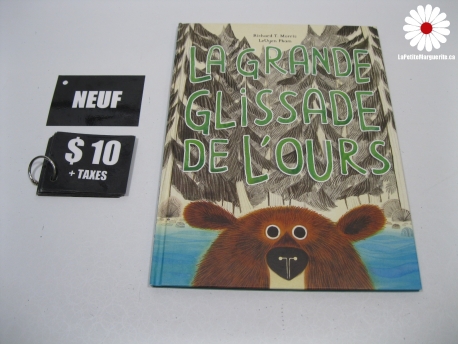 Richard T. Morris
LeUyen Pham
LA GRANDE
GLiSSADE
DE L'OURS
NEUF
$ 10
+ TAXES
LaPetiteMarguerite.ca